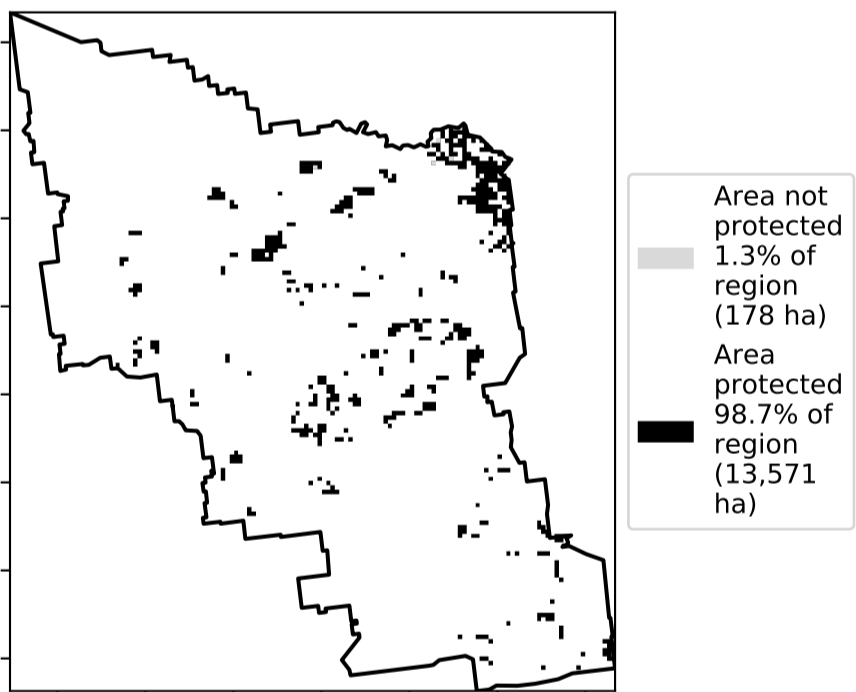 Area not
protected
1.3% of
region
(178 ha)
Area
protected
98.7% of
region
(13,571
ha)